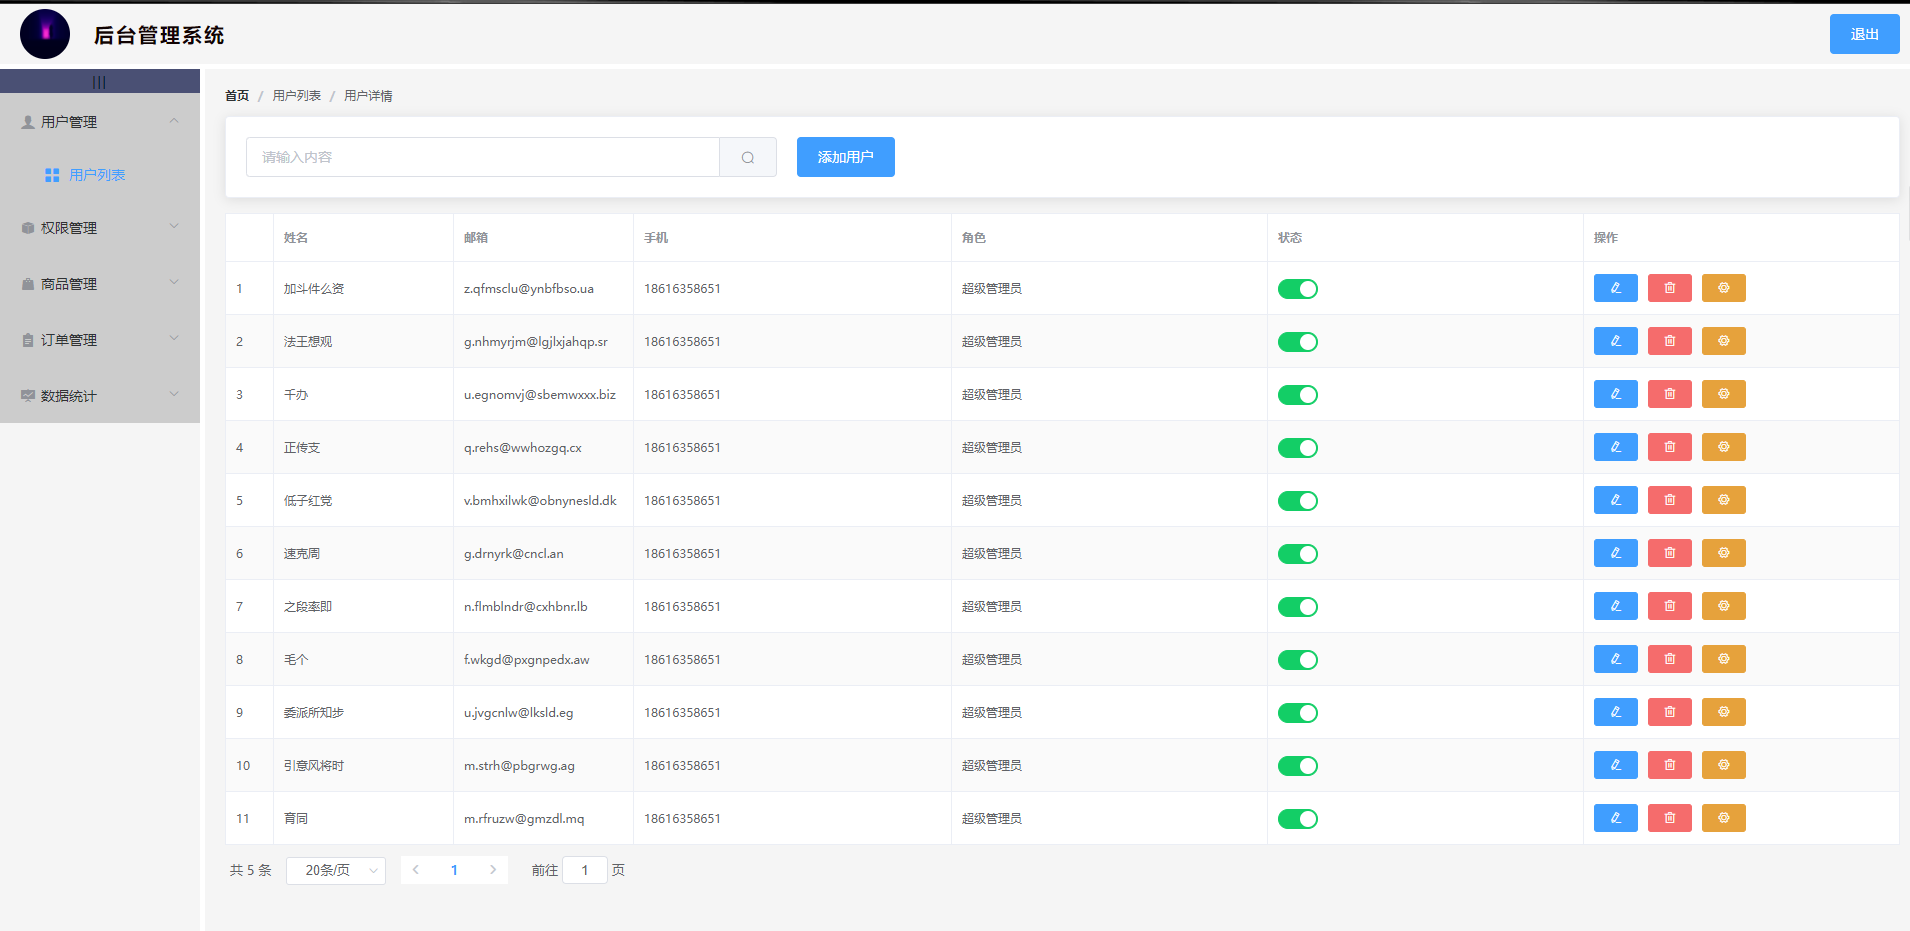 后台管理系统
退出
|||
用户管理
用户列表
权限管理
商品管理
订单管理
数据统计
首页 / 用户列表 / 用户详情
请输入内容
添加用户
姓名 邮箱 手机 角色 状态 操作
1 加斗件么资 z.qfmsclu@ynbfbso.ua 18616358651 超级管理员
2 法王想观 g.nhmyrjm@lgjlxjahqp.sr 18616358651 超级管理员
3 千办 u.egnomvj@sbemwxxx.biz 18616358651 超级管理员
4 正传支 q.rehs@wwhozgq.cx 18616358651 超级管理员
5 低子红党 v.bmhxilwk@obnynesld.dk 18616358651 超级管理员
6 速克周 g.drnyrk@cncl.an 18616358651 超级管理员
7 之段率即 n.flmblndr@cxhbnr.lb 18616358651 超级管理员
8 毛个 f.wkgd@pxgnpedx.aw 18616358651 超级管理员
9 委派所知步 u.jvgcnlw@lksld.eg 18616358651 超级管理员
10 引意风将时 m.strh@pbgrwg.ag 18616358651 超级管理员
11 育同 m.rfruzw@gmzdl.mq 18616358651 超级管理员
共 5 条 20条/页 1 前往 1 页